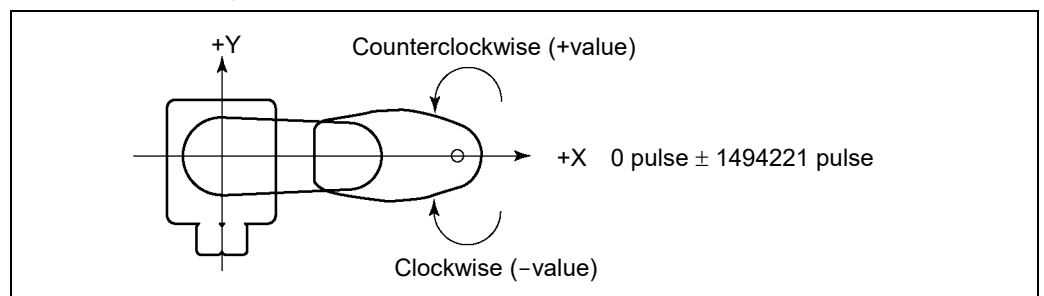 +Y
Counterclockwise (+value)
+X 0 pulse ± 1494221 pulse
Clockwise (−value)